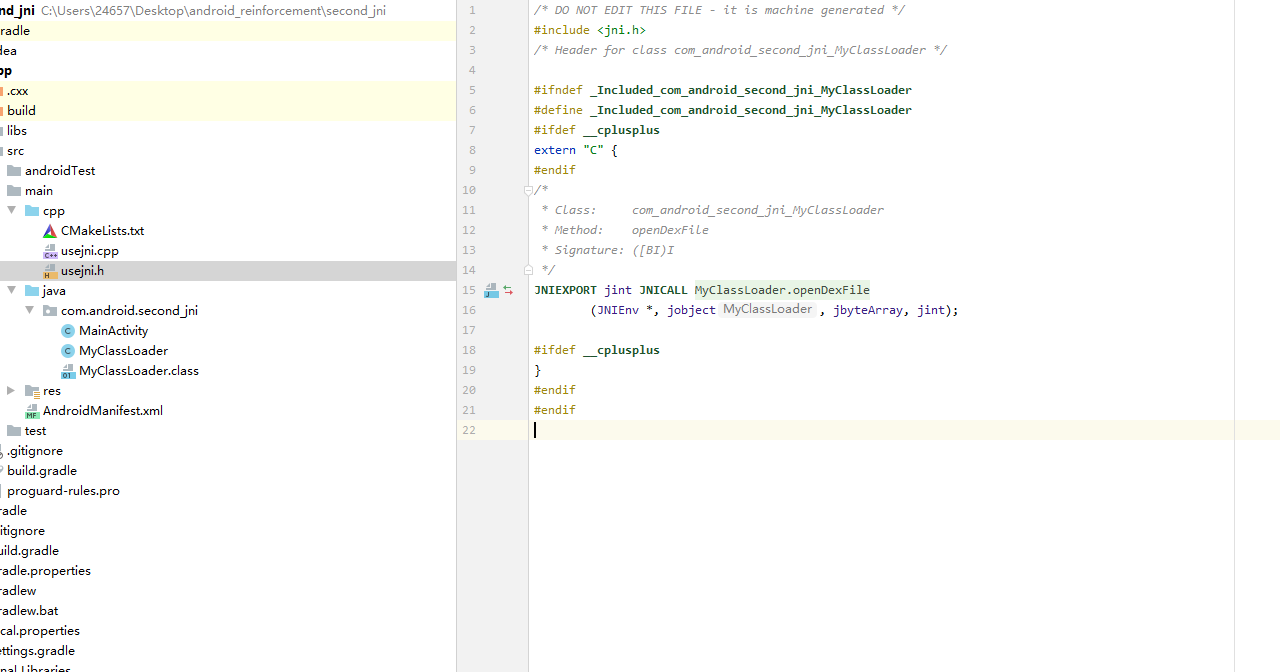 nd_jni C:\Users\24657\Desktop\android_reinforcement\second_jni
radle
dea
pp
.cxx
build
libs
src
androidTest
main
cpp
CMakeLists.txt
usejni.cpp
usejni.h
java
com.android.second_jni
MainActivity
MyClassLoader
MyClassLoader.class
res
AndroidManifest.xml
test
.gitignore
build.gradle
proguard-rules.pro
radle
itignore
uild.gradle
radle.properties
radlew
radlew.bat
cal.properties
ettings.gradle
nal Libraries
1 /* DO NOT EDIT THIS FILE - it is machine generated */
2 #include <jni.h>
3 /* Header for class com_android_second_jni_MyClassLoader */
4
5 #ifndef _Included_com_android_second_jni_MyClassLoader
6 #define _Included_com_android_second_jni_MyClassLoader
7 #ifdef __cplusplus
8 extern "C" {
9 #endif
10 /*
11 * Class: com_android_second_jni_MyClassLoader
12 * Method: openDexFile
13 * Signature: ([BI)I
14 */
15 JNIEXPORT jint JNICALL MyClassLoader.openDexFile
16 (JNIEnv *, jobject MyClassLoader , jbyteArray, jint);
17
18 #ifdef __cplusplus
19 }
20 #endif
21 #endif
22